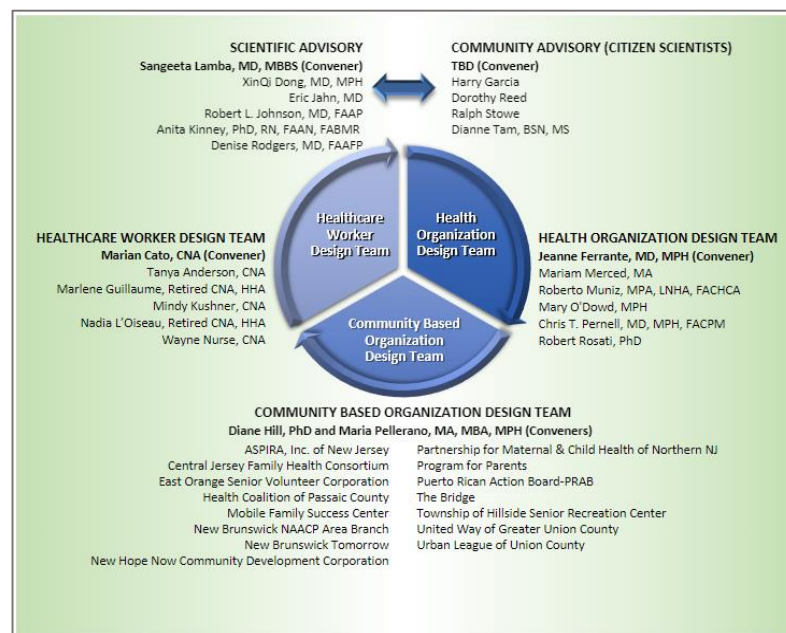 SCIENTIFIC ADVISORY
Sangeeta Lamba, MD, MBBS (Convener)
XinQi Dong, MD, MPH
Eric Jahn, MD
Robert L. Johnson, MD, FAAP
Anita Kinney, PhD, RN, FAAN, FABMR
Denise Rodgers, MD, FAAFP
COMMUNITY ADVISORY (CITIZEN SCIENTISTS)
TBD (Convener)
Harry Garcia
Dorothy Reed
Ralph Stowe
Dianne Tam, BSN, MS
Healthcare
Worker
Design Team
Health
Organization
Design Team
Community Based
Organization
Design Team
HEALTHCARE WORKER DESIGN TEAM
Marian Cato, CNA (Convener)
Tanya Anderson, CNA
Marlene Guillaume, Retired CNA, HHA
Mindy Kushner, CNA
Nadia L'Oiseau, Retired CNA, HHA
Wayne Nurse, CNA
HEALTH ORGANIZATION DESIGN TEAM
Jeanne Ferrante, MD, MPH (Convener)
Mariam Merced, MA
Roberto Muniz, MPA, LNHA, FACHCA
Mary O'Dowd, MPH
Chris T. Pernell, MD, MPH, FACPM
Robert Rosati, PhD
COMMUNITY BASED ORGANIZATION DESIGN TEAM
Diane Hill, PhD and Maria Pellerano, MA, MBA, MPH (Conveners)
ASPIRA, Inc. of New Jersey
Central Jersey Family Health Consortium
East Orange Senior Volunteer Corporation
Health Coalition of Passaic County
Mobile Family Success Center
New Brunswick NAACP Area Branch
New Brunswick Tomorrow
New Hope Now Community Development Corporation
Partnership for Maternal & Child Health of Northern NJ
Program for Parents
Puerto Rican Action Board-PRAB
The Bridge
Township of Hillside Senior Recreation Center
United Way of Greater Union County
Urban League of Union County